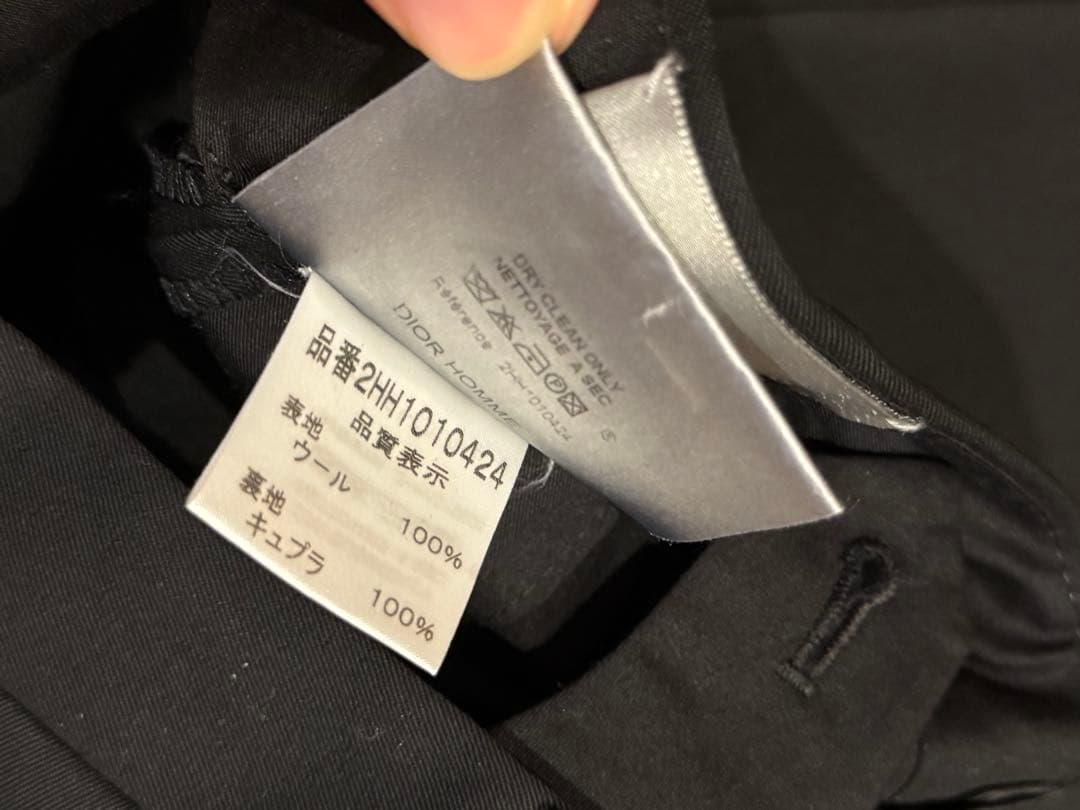 DRY CLEAN ONLY
NETTOYAGE A SEC
Référence 2HH1010424
DIOR HOMME
品番2HH1010424
品質表示
表地
ウール 100%
裏地
キュプラ 100%